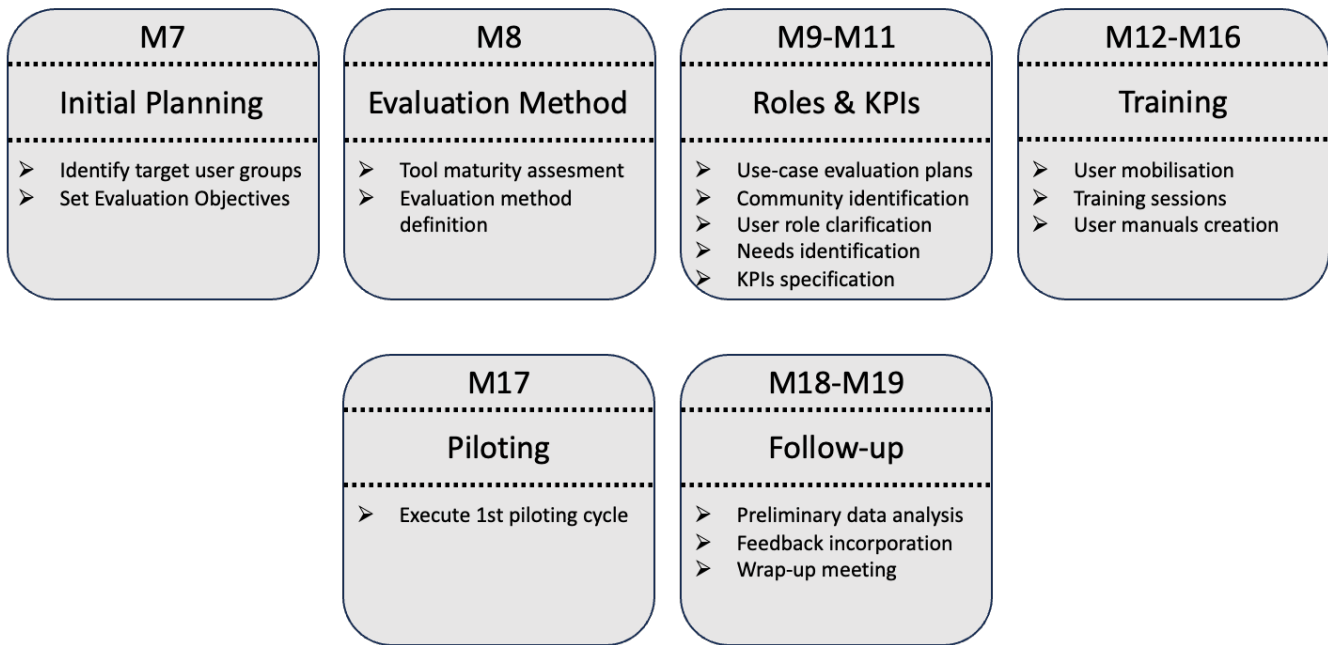 M7
Initial Planning
➢ Identify target user groups
➢ Set Evaluation Objectives
M8
Evaluation Method
➢ Tool maturity assesment
➢ Evaluation method
definition
M9-M11
Roles & KPIs
➢ Use-case evaluation plans
➢ Community identification
➢ User role clarification
➢ Needs identification
➢ KPIs specification
M12-M16
Training
➢ User mobilisation
➢ Training sessions
➢ User manuals creation
M17
Piloting
➢ Execute 1st piloting cycle
M18-M19
Follow-up
➢ Preliminary data analysis
➢ Feedback incorporation
➢ Wrap-up meeting